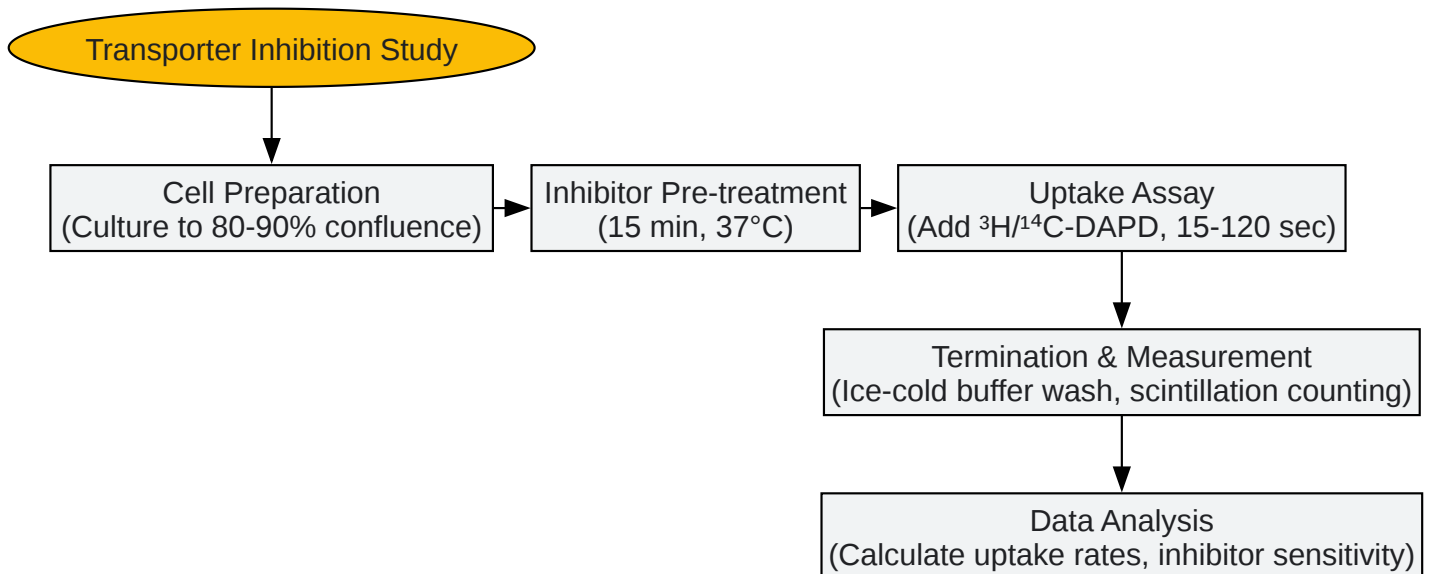 Transporter Inhibition Study
Cell Preparation
(Culture to 80-90% confluence)
Inhibitor Pre-treatment
(15 min, 37°C)
Uptake Assay
(Add ³H/¹⁴C-DAPD, 15-120 sec)
Termination & Measurement
(Ice-cold buffer wash, scintillation counting)
Data Analysis
(Calculate uptake rates, inhibitor sensitivity)